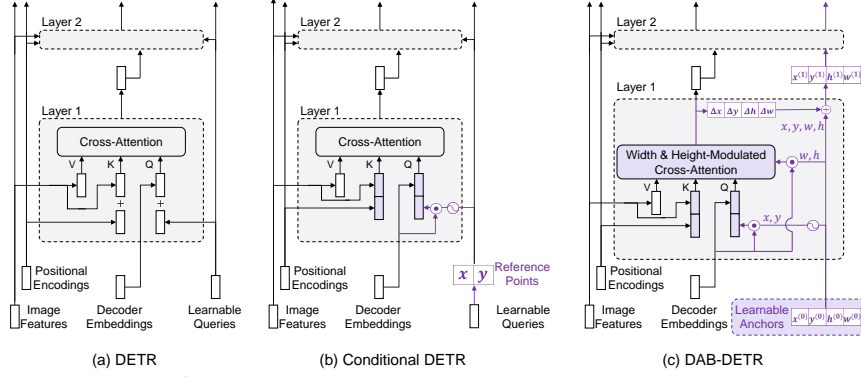 Layer 2
Layer 1
Cross-Attention
V
K
Q
+
+
Positional
Encodings
Image
Features
Decoder
Embeddings
Learnable
Queries
(a) DETR
Layer 2
Layer 1
Cross-Attention
V
K
Q
x y
Reference
Points
Positional
Encodings
Image
Features
Decoder
Embeddings
Learnable
Queries
(b) Conditional DETR
Layer 2
x⁽¹⁾ y⁽¹⁾ h⁽¹⁾ w⁽¹⁾
Layer 1
Δx Δy Δh Δw
+
x, y, w, h
Width & Height-Modulated
Cross-Attention
w, h
V
K
Q
x, y
Positional
Encodings
Image
Features
Decoder
Embeddings
Learnable
Anchors
x⁽⁰⁾ y⁽⁰⁾ h⁽⁰⁾ w⁽⁰⁾
(c) DAB-DETR